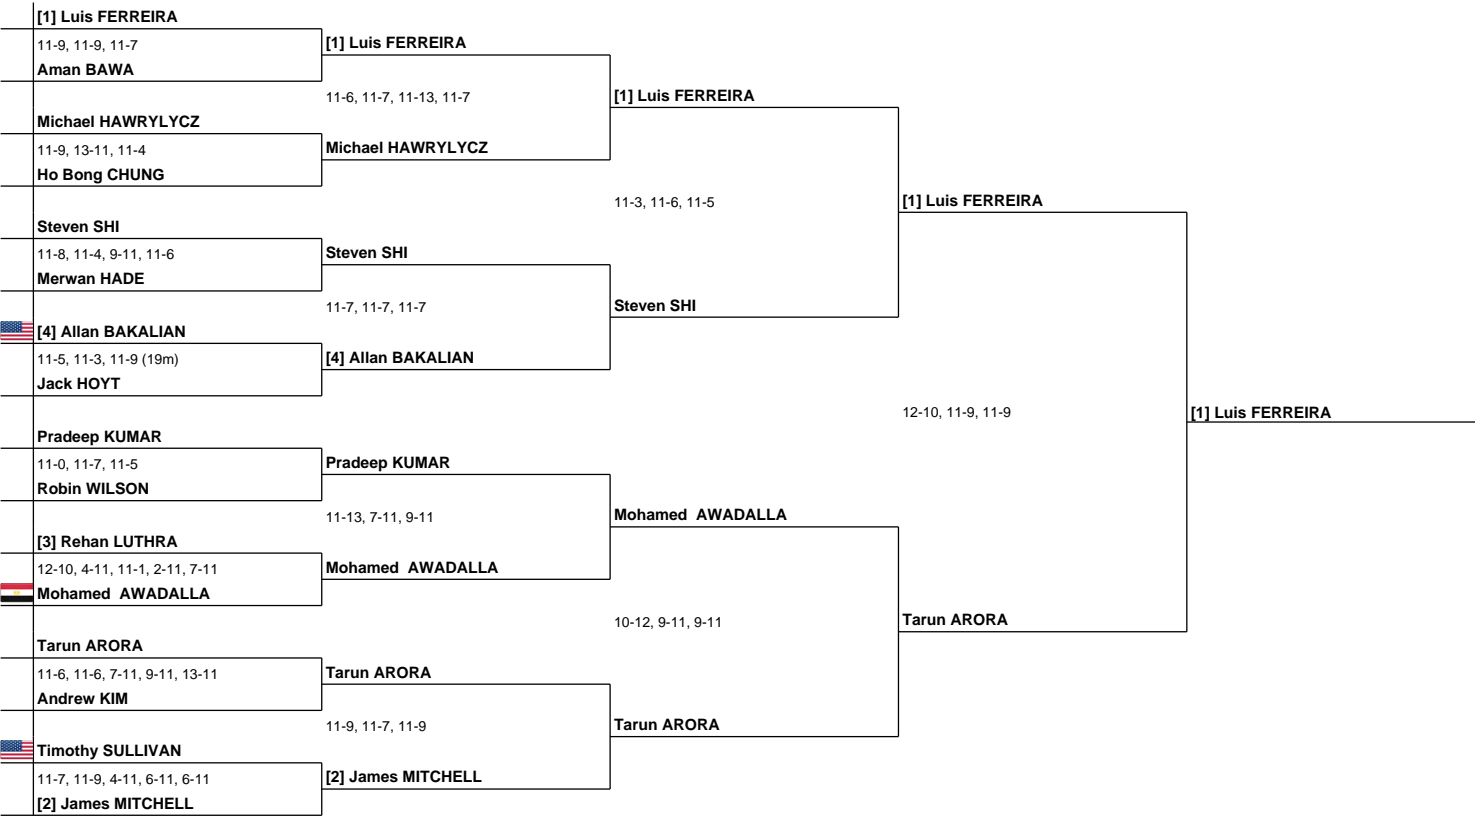 [1] Luis FERREIRA
11-9, 11-9, 11-7
Aman BAWA
Michael HAWRYLYCZ
11-9, 13-11, 11-4
Ho Bong CHUNG
Steven SHI
11-8, 11-4, 9-11, 11-6
Merwan HADE
[4] Allan BAKALIAN
11-5, 11-3, 11-9 (19m)
Jack HOYT
Pradeep KUMAR
11-0, 11-7, 11-5
Robin WILSON
[3] Rehan LUTHRA
12-10, 4-11, 11-1, 2-11, 7-11
Mohamed  AWADALLA
Tarun ARORA
11-6, 11-6, 7-11, 9-11, 13-11
Andrew KIM
Timothy SULLIVAN
11-7, 11-9, 4-11, 6-11, 6-11
[2] James MITCHELL
[1] Luis FERREIRA
11-6, 11-7, 11-13, 11-7
Michael HAWRYLYCZ
Steven SHI
11-7, 11-7, 11-7
[4] Allan BAKALIAN
Pradeep KUMAR
11-13, 7-11, 9-11
Mohamed  AWADALLA
Tarun ARORA
11-9, 11-7, 11-9
[2] James MITCHELL
[1] Luis FERREIRA
11-3, 11-6, 11-5
Steven SHI
Mohamed  AWADALLA
10-12, 9-11, 9-11
Tarun ARORA
[1] Luis FERREIRA
12-10, 11-9, 11-9
Tarun ARORA
[1] Luis FERREIRA